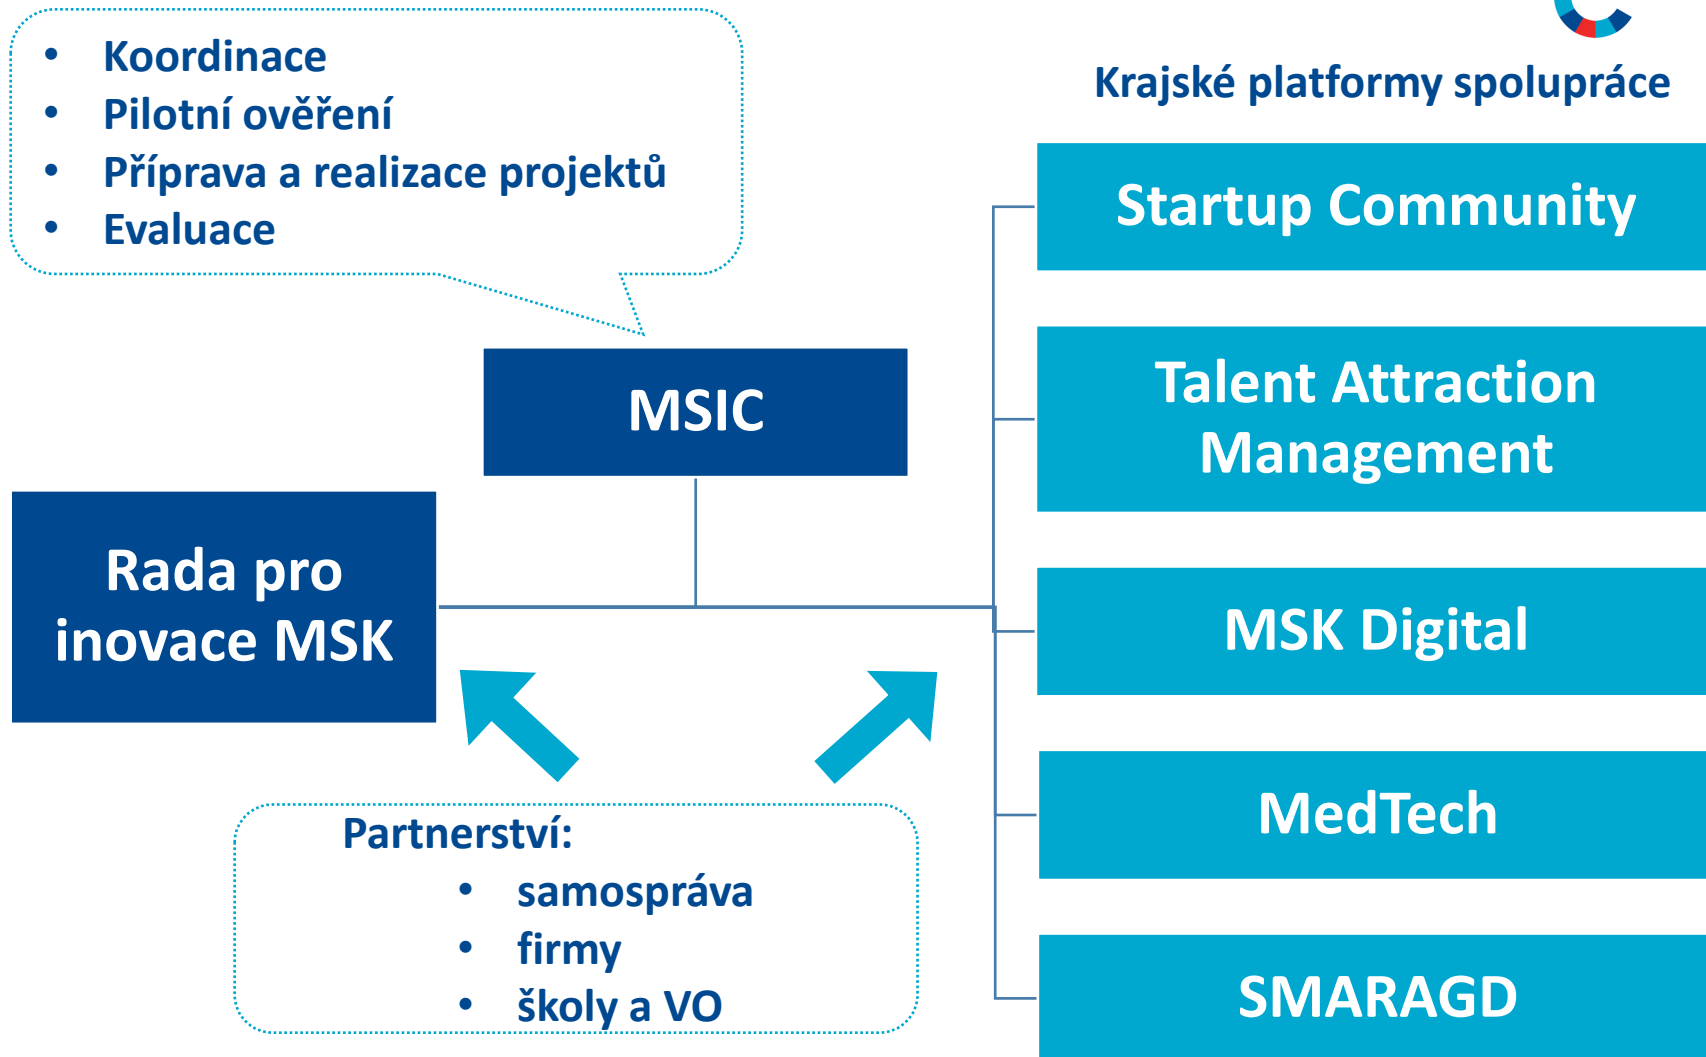 • Koordinace
• Pilotní ověření
• Příprava a realizace projektů
• Evaluace
MSIC
Rada pro
inovace MSK
Partnerství:
• samospráva
• firmy
• školy a VO
Krajské platformy spolupráce
Startup Community
Talent Attraction
Management
MSK Digital
MedTech
SMARAGD